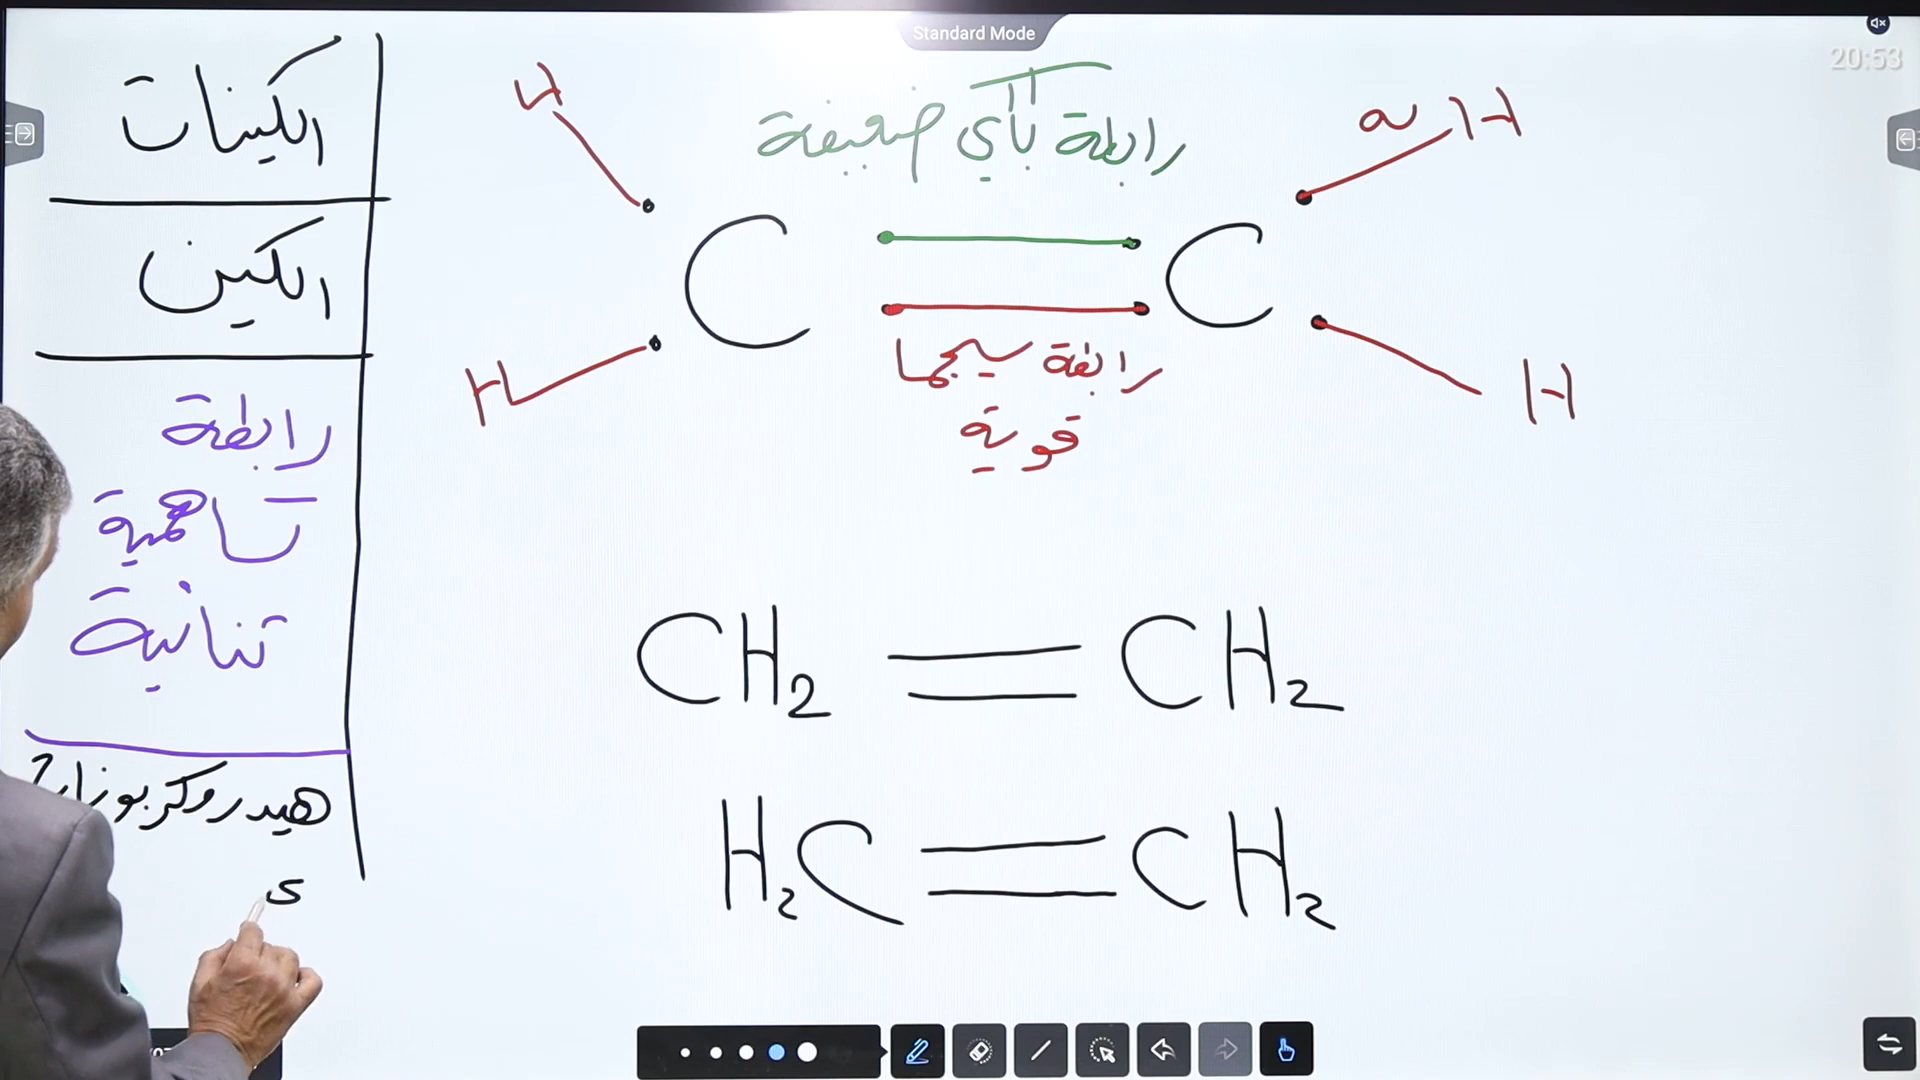 Standard Mode
20:53
الكينات
الكين
رابطة
تساهمية
ثنائية
هيدروكربونات
رابطة باي ضعيفة
π
H
σ H
C C
رابطة سيجما
قوية
H
H
CH2 = CH2
H2C = CH2